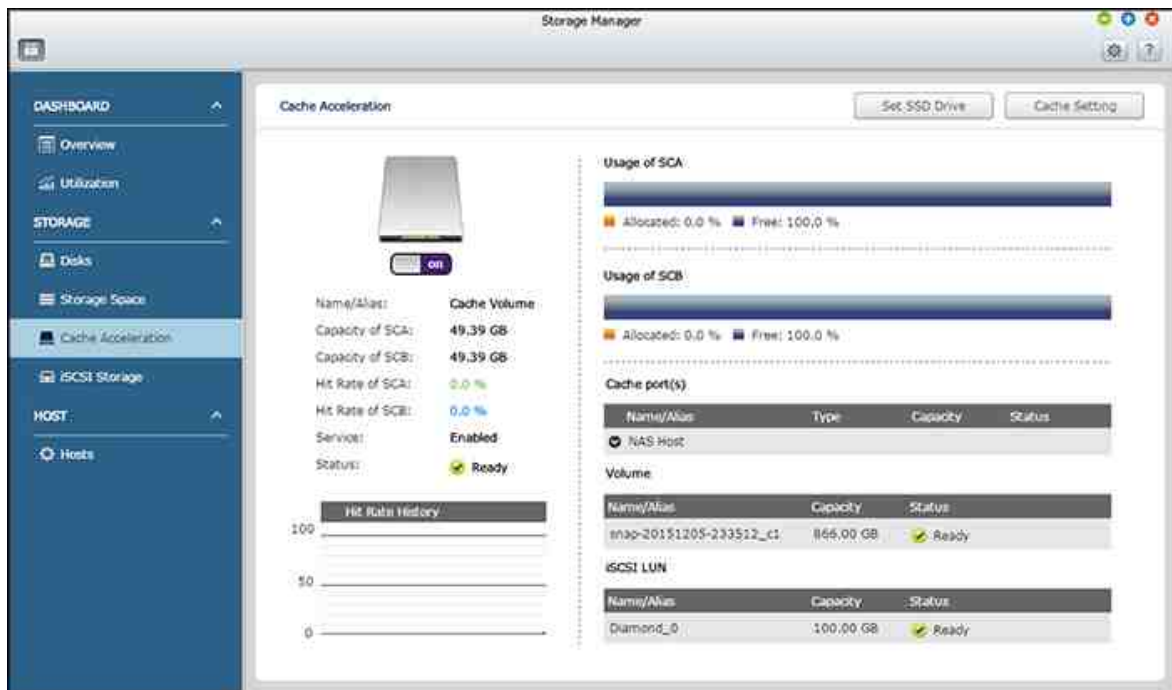 Storage Manager
?
DASHBOARD
Overview
Utilization
STORAGE
Disks
Storage Space
Cache Acceleration
iSCSI Storage
HOST
Hosts
Cache Acceleration
Set SSD Drive
Cache Setting
on
Name/Alias: Cache Volume
Capacity of SCA: 49.39 GB
Capacity of SCB: 49.39 GB
Hit Rate of SCA: 0.0 %
Hit Rate of SCB: 0.0 %
Service: Enabled
Status: Ready
Hit Rate History
100
50
0
Usage of SCA
Allocated: 0.0 % Free: 100.0 %
Usage of SCB
Allocated: 0.0 % Free: 100.0 %
Cache port(s)
Name/Alias Type Capacity Status
NAS Host
Volume
Name/Alias Capacity Status
snap-20151205-233512_c1 866.00 GB Ready
iSCSI LUN
Name/Alias Capacity Status
Diamond_0 100.00 GB Ready